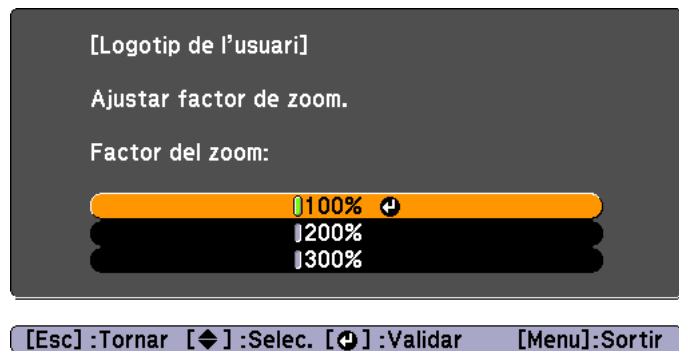 [Logotip de l'usuari]
Ajustar factor de zoom.
Factor del zoom:
100%
200%
300%
[Esc] :Tornar [◆] :Selec. [⏎] :Validar [Menu]:Sortir